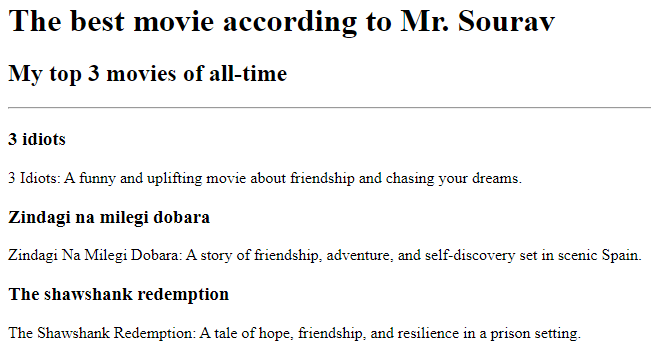 The best movie according to Mr. Sourav
My top 3 movies of all-time
3 idiots
3 Idiots: A funny and uplifting movie about friendship and chasing your dreams.
Zindagi na milegi dobara
Zindagi Na Milegi Dobara: A story of friendship, adventure, and self-discovery set in scenic Spain.
The shawshank redemption
The Shawshank Redemption: A tale of hope, friendship, and resilience in a prison setting.